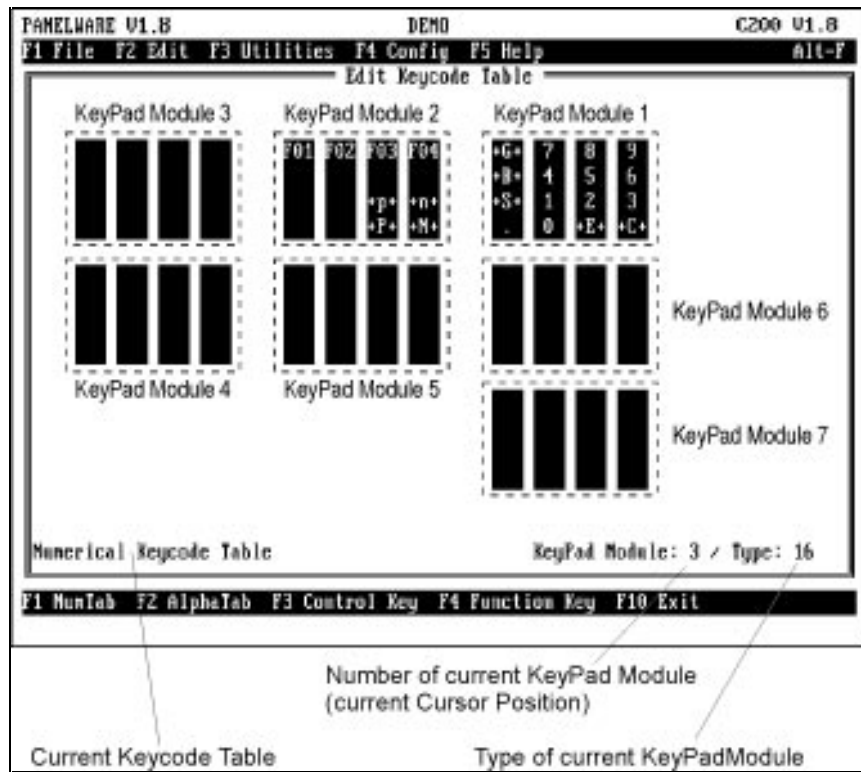 PANELWARE V1.8 DEMO C200 V1.8
F1 File F2 Edit F3 Utilities F4 Config F5 Help Alt-F
Edit Keycode Table
KeyPad Module 3 KeyPad Module 2 KeyPad Module 1
F01 F02 F03 F04 +G+ 7 8 9
+B+ 4 5 6
+p+ +n+ +S+ 1 2 3
+P+ +N+ . 0 +E+ +C+
KeyPad Module 6
KeyPad Module 4 KeyPad Module 5
KeyPad Module 7
Numerical Keycode Table KeyPad Module: 3 / Type: 16
F1 NumTab F2 AlphaTab F3 Control Key F4 Function Key F10 Exit
Number of current KeyPad Module
(current Cursor Position)
Current Keycode Table Type of current KeyPadModule